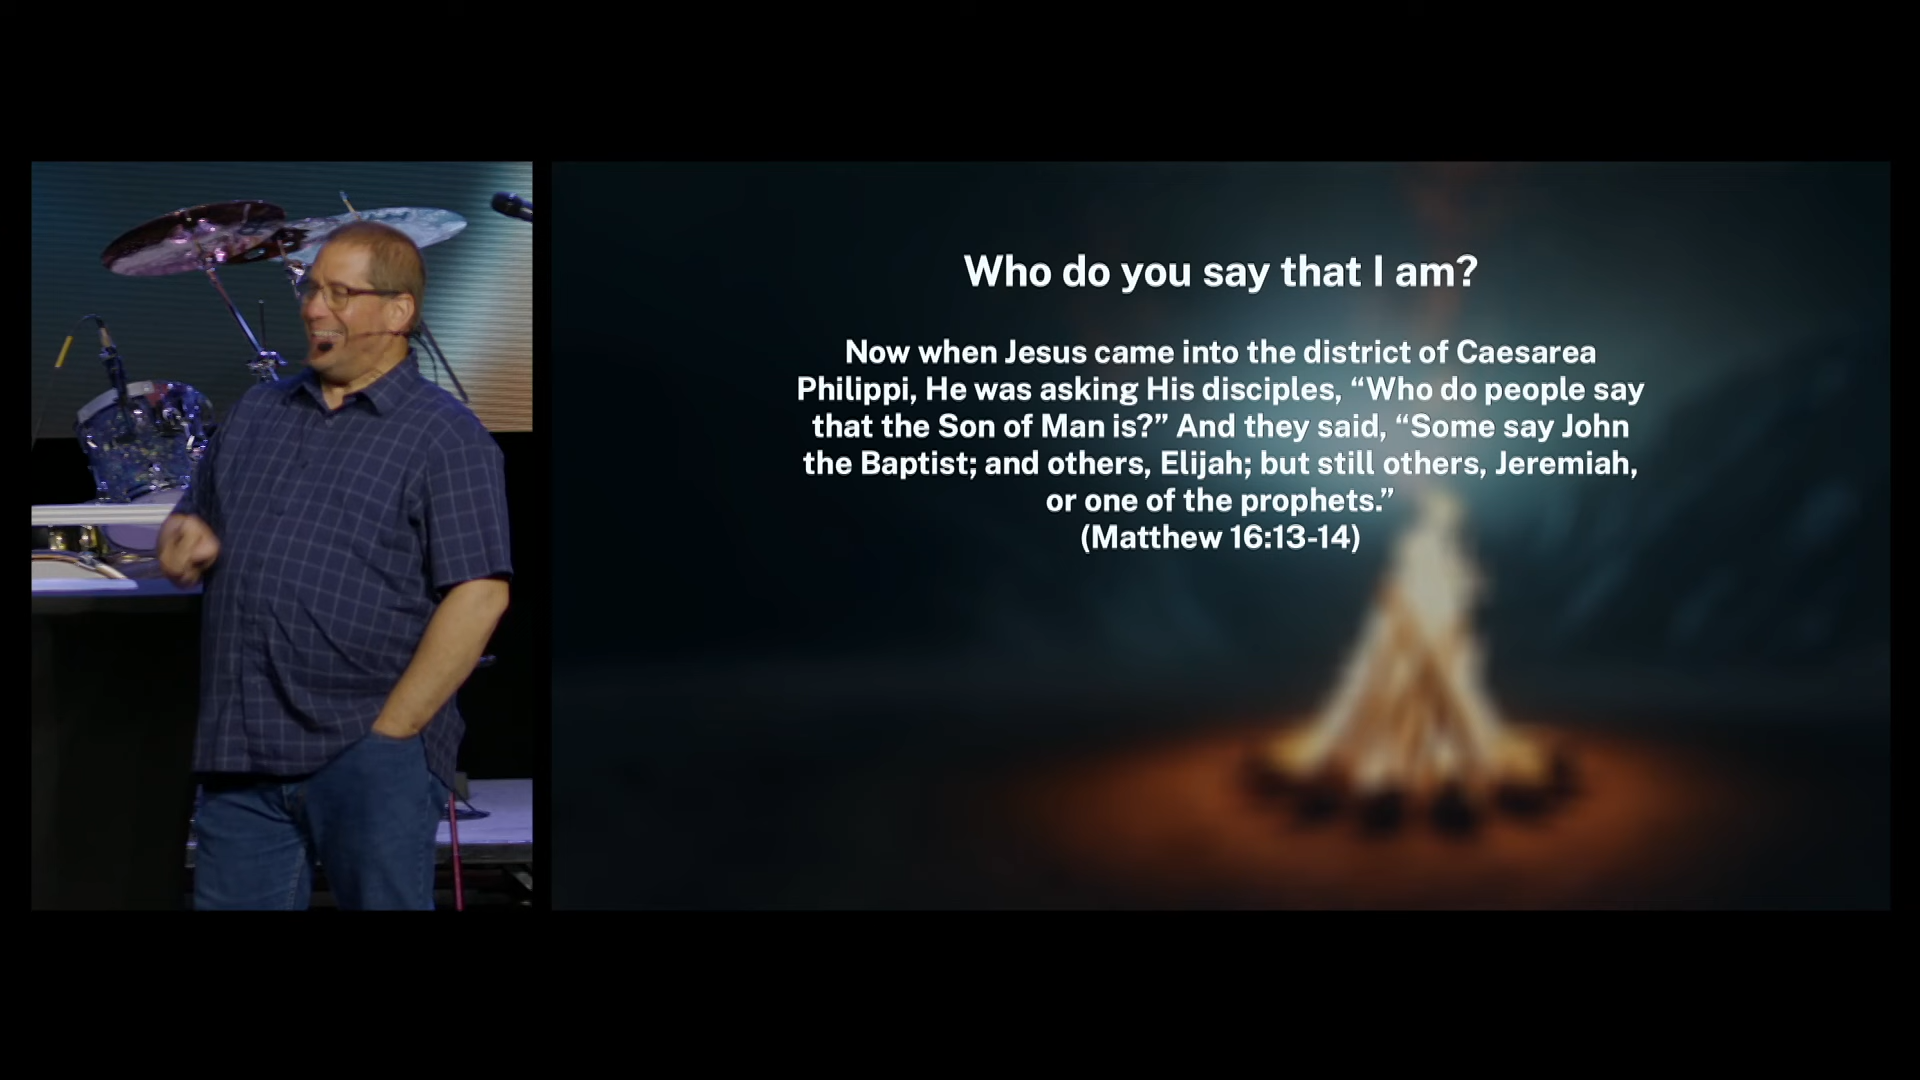 Who do you say that I am?
Now when Jesus came into the district of Caesarea
Philippi, He was asking His disciples, “Who do people say
that the Son of Man is?” And they said, “Some say John
the Baptist; and others, Elijah; but still others, Jeremiah,
or one of the prophets.”
(Matthew 16:13-14)